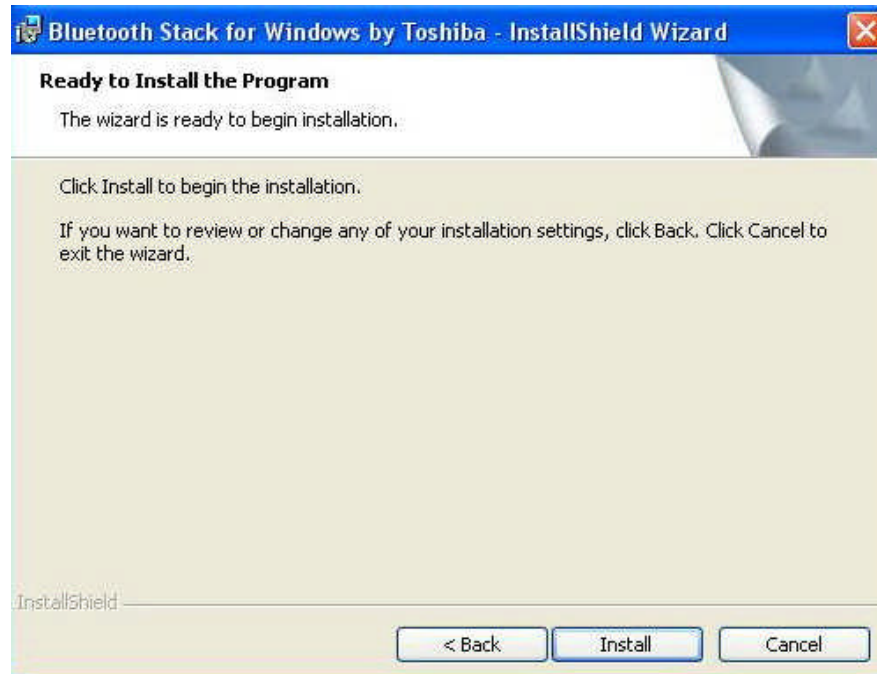 Bluetooth Stack for Windows by Toshiba - InstallShield Wizard
Ready to Install the Program
The wizard is ready to begin installation.
Click Install to begin the installation.
If you want to review or change any of your installation settings, click Back. Click Cancel to
exit the wizard.
InstallShield
< Back
Install
Cancel